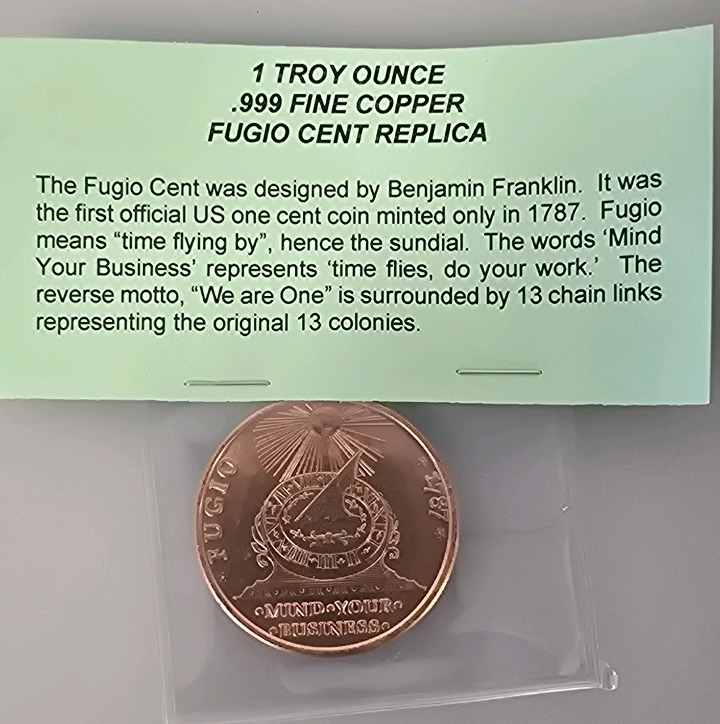 1 TROY OUNCE
.999 FINE COPPER
FUGIO CENT REPLICA
The Fugio Cent was designed by Benjamin Franklin. It was
the first official US one cent coin minted only in 1787. Fugio
means “time flying by”, hence the sundial. The words ‘Mind
Your Business’ represents ‘time flies, do your work.’ The
reverse motto, “We are One” is surrounded by 13 chain links
representing the original 13 colonies.
FUGIO
1787
MIND YOUR
BUSINESS